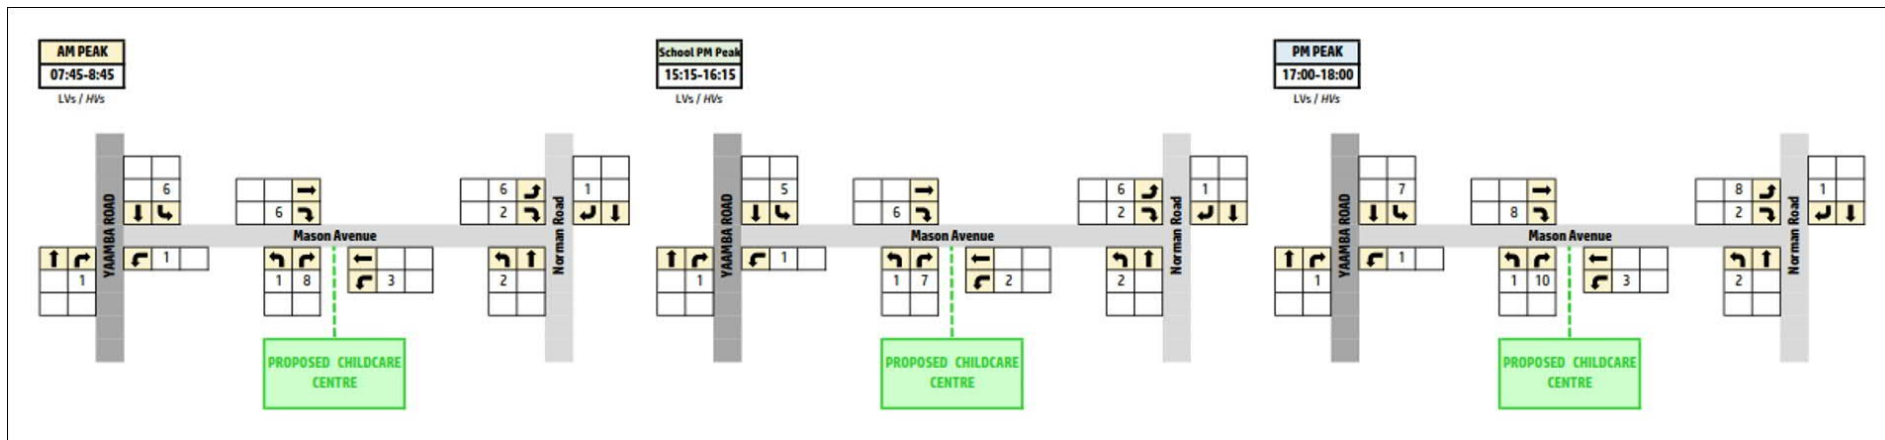 AM PEAK
07:45-8:45
LVs / HVs
6
6
6
2
1
YAAMBA ROAD
Mason Avenue
Norman Road
1
1
1 8
3
2
PROPOSED CHILDCARE
CENTRE
School PM Peak
15:15-16:15
LVs / HVs
5
6
6
2
1
YAAMBA ROAD
Mason Avenue
Norman Road
1
1
1 7
2
2
PROPOSED CHILDCARE
CENTRE
PM PEAK
17:00-18:00
LVs / HVs
7
8
8
2
1
YAAMBA ROAD
Mason Avenue
Norman Road
1
1
1 10
3
2
PROPOSED CHILDCARE
CENTRE